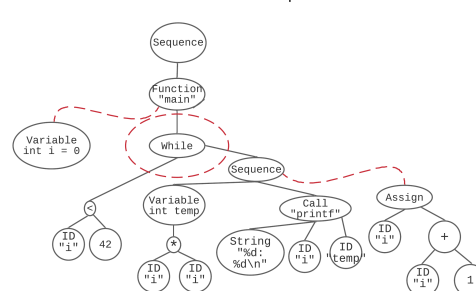 Sequence
Function
"main"
Variable
int i = 0
While
Sequence
<
Variable
int temp
Call
"printf"
Assign
ID
"i"
42
*
String
"%d:
%d\n"
ID
"i"
ID
"temp"
ID
"i"
+
ID
"i"
ID
"i"
ID
"i"
1